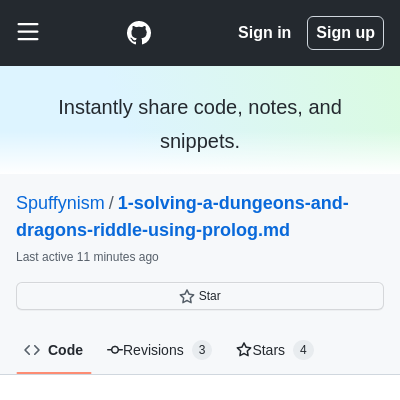 Sign in Sign up
Instantly share code, notes, and
snippets.
Spuffynism / 1-solving-a-dungeons-and-
dragons-riddle-using-prolog.md
Last active 11 minutes ago
Star
Code Revisions 3 Stars 4